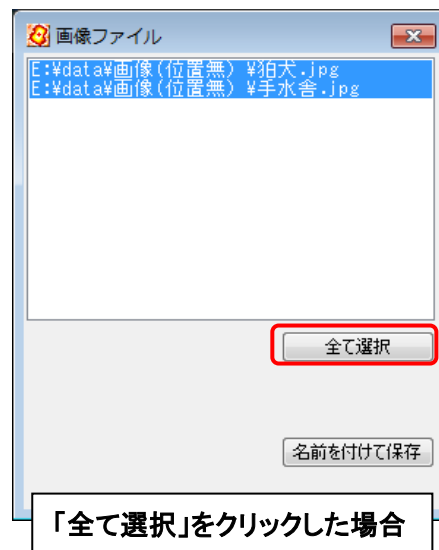 画像ファイル
E:¥data¥画像(位置無) ¥狛犬.jpg
E:¥data¥画像(位置無) ¥手水舎.jpg
全て選択
名前を付けて保存
「全て選択」をクリックした場合